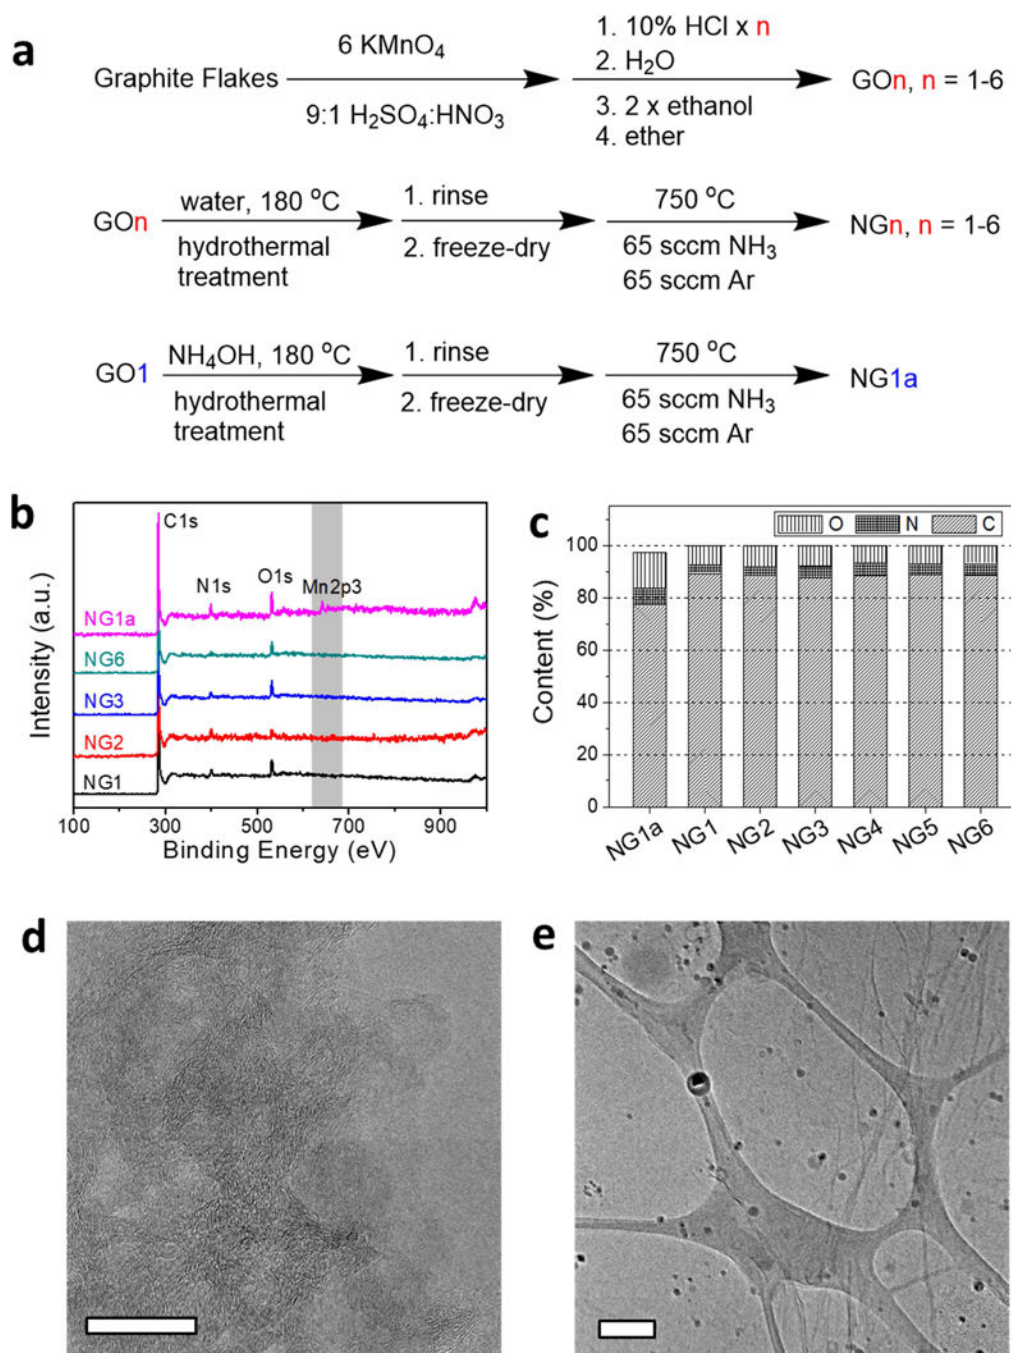 a
Graphite Flakes
6 KMnO₄
9:1 H₂SO₄:HNO₃
1. 10% HCl x n
2. H₂O
3. 2 x ethanol
4. ether
GOn, n = 1-6
GOn
water, 180 °C
hydrothermal
treatment
1. rinse
2. freeze-dry
750 °C
65 sccm NH₃
65 sccm Ar
NGn, n = 1-6
GO1
NH₄OH, 180 °C
hydrothermal
treatment
1. rinse
2. freeze-dry
750 °C
65 sccm NH₃
65 sccm Ar
NG1a
b
C1s
N1s
O1s
Mn2p3
NG1a
NG6
NG3
NG2
NG1
Intensity (a.u.)
100 300 500 700 900
Binding Energy (eV)
c
O N C
100
80
60
40
20
0
Content (%)
NG1a NG1 NG2 NG3 NG4 NG5 NG6
d
e